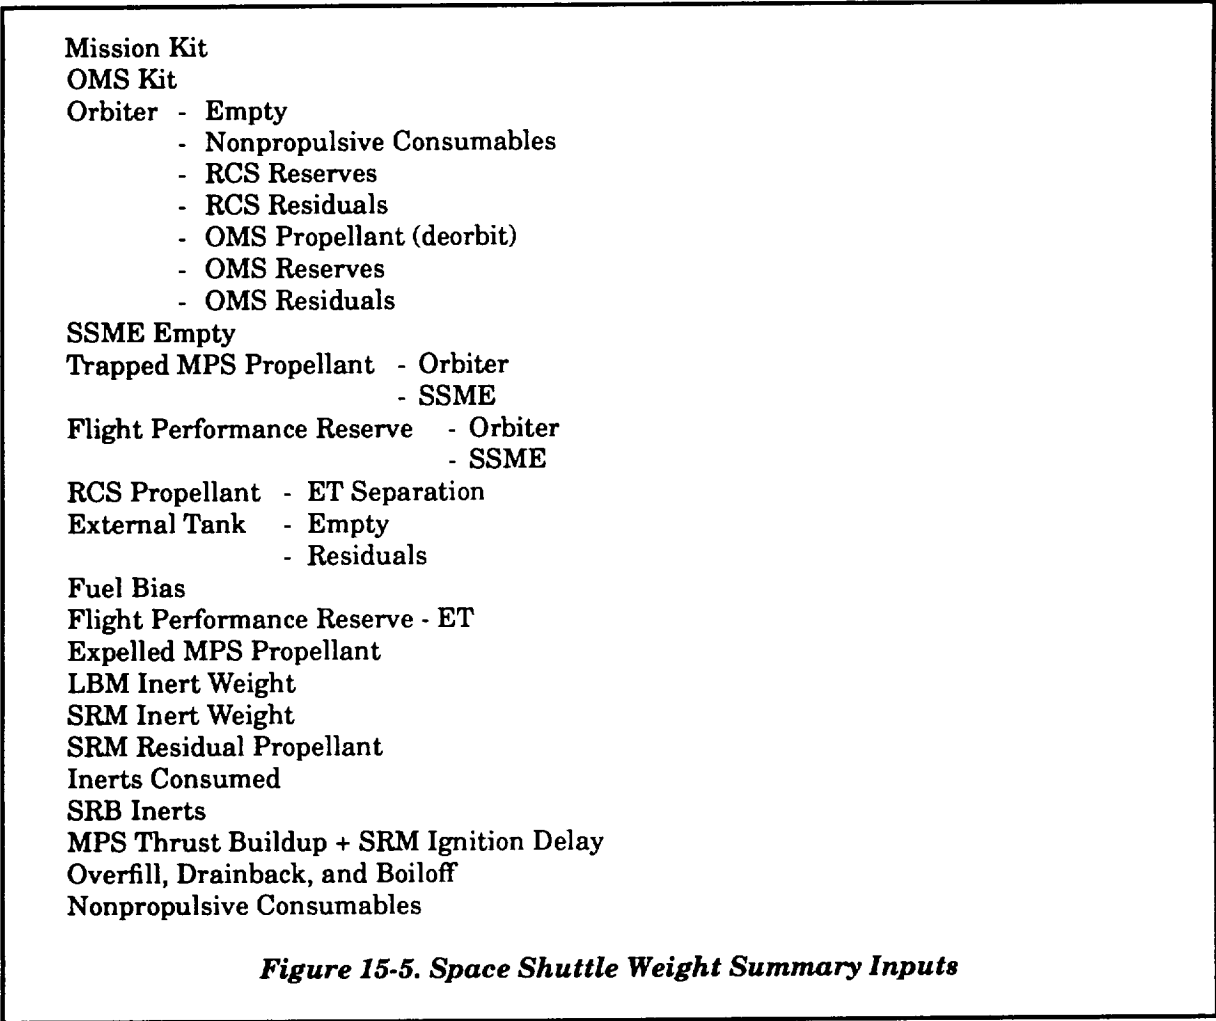 Mission Kit
OMS Kit
Orbiter - Empty
- Nonpropulsive Consumables
- RCS Reserves
- RCS Residuals
- OMS Propellant (deorbit)
- OMS Reserves
- OMS Residuals
SSME Empty
Trapped MPS Propellant - Orbiter
- SSME
Flight Performance Reserve - Orbiter
- SSME
RCS Propellant - ET Separation
External Tank - Empty
- Residuals
Fuel Bias
Flight Performance Reserve - ET
Expelled MPS Propellant
LBM Inert Weight
SRM Inert Weight
SRM Residual Propellant
Inerts Consumed
SRB Inerts
MPS Thrust Buildup + SRM Ignition Delay
Overfill, Drainback, and Boiloff
Nonpropulsive Consumables
Figure 15-5. Space Shuttle Weight Summary Inputs